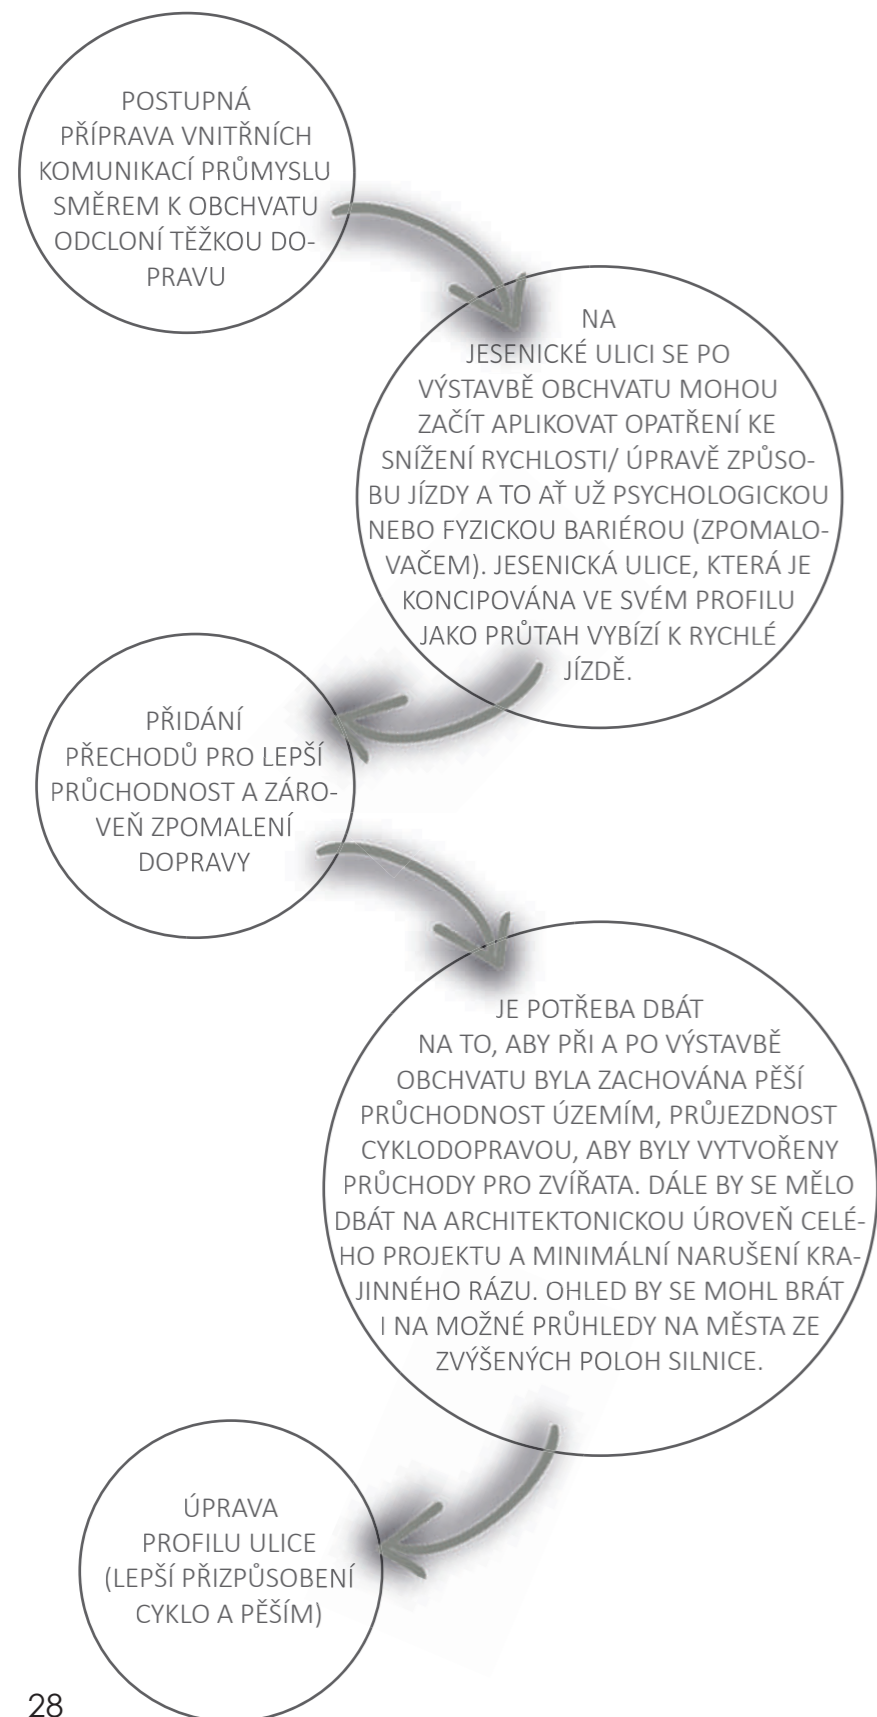 POSTUPNÁ
PŘÍPRAVA VNITŘNÍCH
KOMUNIKACÍ PRŮMYSLU
SMĚREM K OBCHVATU
ODCLONÍ TĚŽKOU DO-
PRAVU
NA
JESENICKÉ ULICI SE PO
VÝSTAVBĚ OBCHVATU MOHOU
ZAČÍT APLIKOVAT OPATŘENÍ KE
SNÍŽENÍ RYCHLOSTI/ ÚPRAVĚ ZPŮSO-
BU JÍZDY A TO AŤ UŽ PSYCHOLOGICKOU
NEBO FYZICKOU BARIÉROU (ZPOMALO-
VAČEM). JESENICKÁ ULICE, KTERÁ JE
KONCIPOVÁNA VE SVÉM PROFILU
JAKO PRŮTAH VYBÍZÍ K RYCHLÉ
JÍZDĚ.
PŘIDÁNÍ
PŘECHODŮ PRO LEPŠÍ
PRŮCHODNOST A ZÁRO-
VEŇ ZPOMALENÍ
DOPRAVY
JE POTŘEBA DBÁT
NA TO, ABY PŘI A PO VÝSTAVBĚ
OBCHVATU BYLA ZACHOVÁNA PĚŠÍ
PRŮCHODNOST ÚZEMÍM, PRŮJEZDNOST
CYKLODOPRAVOU, ABY BYLY VYTVOŘENY
PRŮCHODY PRO ZVÍŘATA. DÁLE BY SE MĚLO
DBÁT NA ARCHITEKTONICKOU ÚROVEŇ CELÉ-
HO PROJEKTU A MINIMÁLNÍ NARUŠENÍ KRA-
JINNÉHO RÁZU. OHLED BY SE MOHL BRÁT
I NA MOŽNÉ PRŮHLEDY NA MĚSTA ZE
ZVÝŠENÝCH POLOH SILNICE.
ÚPRAVA
PROFILU ULICE
(LEPŠÍ PŘIZPŮSOBENÍ
CYKLO A PĚŠÍM)
28